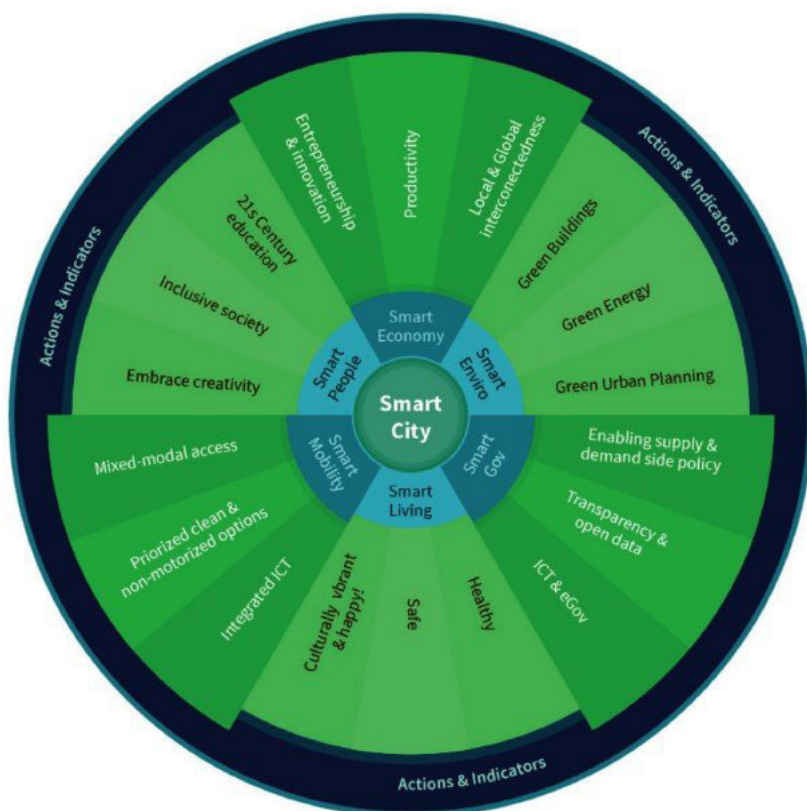 Smart
City
Smart
Economy
Entrepreneurship
& innovation
Productivity
Local & Global
interconectedness
Smart
Enviro
Green Buildings
Green Energy
Green Urban Planning
Smart
Gov
Enabling supply &
demand side policy
Transparency &
open data
ICT & eGov
Smart
Living
Healthy
Safe
Culturally vibrant
& happy!
Smart
Mobility
Integrated ICT
Priorized clean &
non-motorized options
Mixed-modal access
Smart
People
Embrace creativity
Inclusive society
21s Century
education
Actions & Indicators
Actions & Indicators
Actions & Indicators